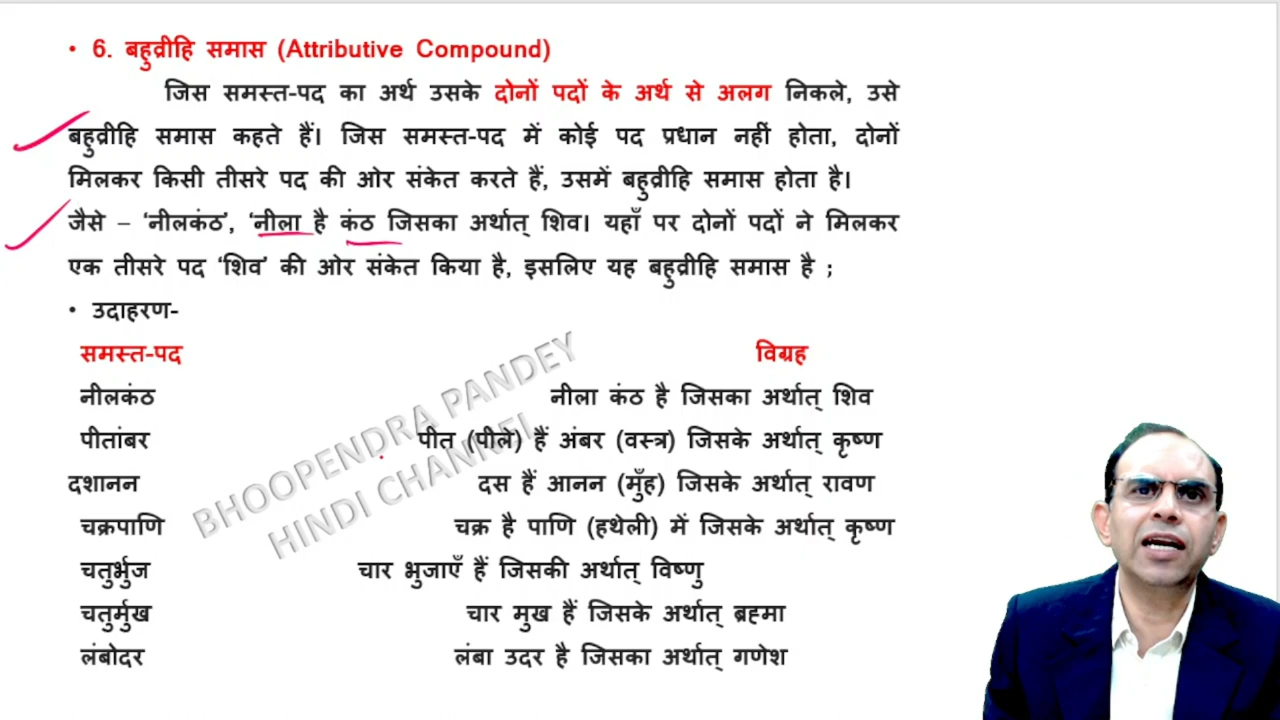 • 6. बहुव्रीहि समास (Attributive Compound)
जिस समस्त-पद का अर्थ उसके दोनों पदों के अर्थ से अलग निकले, उसे
बहुव्रीहि समास कहते हैं। जिस समस्त-पद में कोई पद प्रधान नहीं होता, दोनों
मिलकर किसी तीसरे पद की ओर संकेत करते हैं, उसमें बहुव्रीहि समास होता है।
जैसे – ‘नीलकंठ’, ‘नीला है कंठ जिसका अर्थात् शिव। यहाँ पर दोनों पदों ने मिलकर
एक तीसरे पद ‘शिव’ की ओर संकेत किया है, इसलिए यह बहुव्रीहि समास है ;
• उदाहरण-
समस्त-पद विग्रह
नीलकंठ नीला कंठ है जिसका अर्थात् शिव
पीतांबर पीत (पीले) हैं अंबर (वस्त्र) जिसके अर्थात् कृष्ण
दशानन दस हैं आनन (मुँह) जिसके अर्थात् रावण
चक्रपाणि चक्र है पाणि (हथेली) में जिसके अर्थात् कृष्ण
चतुर्भुज चार भुजाएँ हैं जिसकी अर्थात् विष्णु
चतुर्मुख चार मुख हैं जिसके अर्थात् ब्रह्मा
लंबोदर लंबा उदर है जिसका अर्थात् गणेश
BHOOPENDRA PANDEY
HINDI CHANNEL